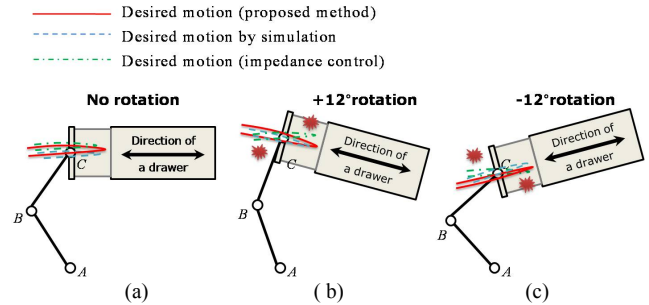 Desired motion (proposed method)
Desired motion by simulation
Desired motion (impedance control)
No rotation
+12°rotation
-12°rotation
Direction of
a drawer
C
B
A
(a)
Direction of
a drawer
C
B
A
( b)
Direction of
a drawer
C
B
A
(c)